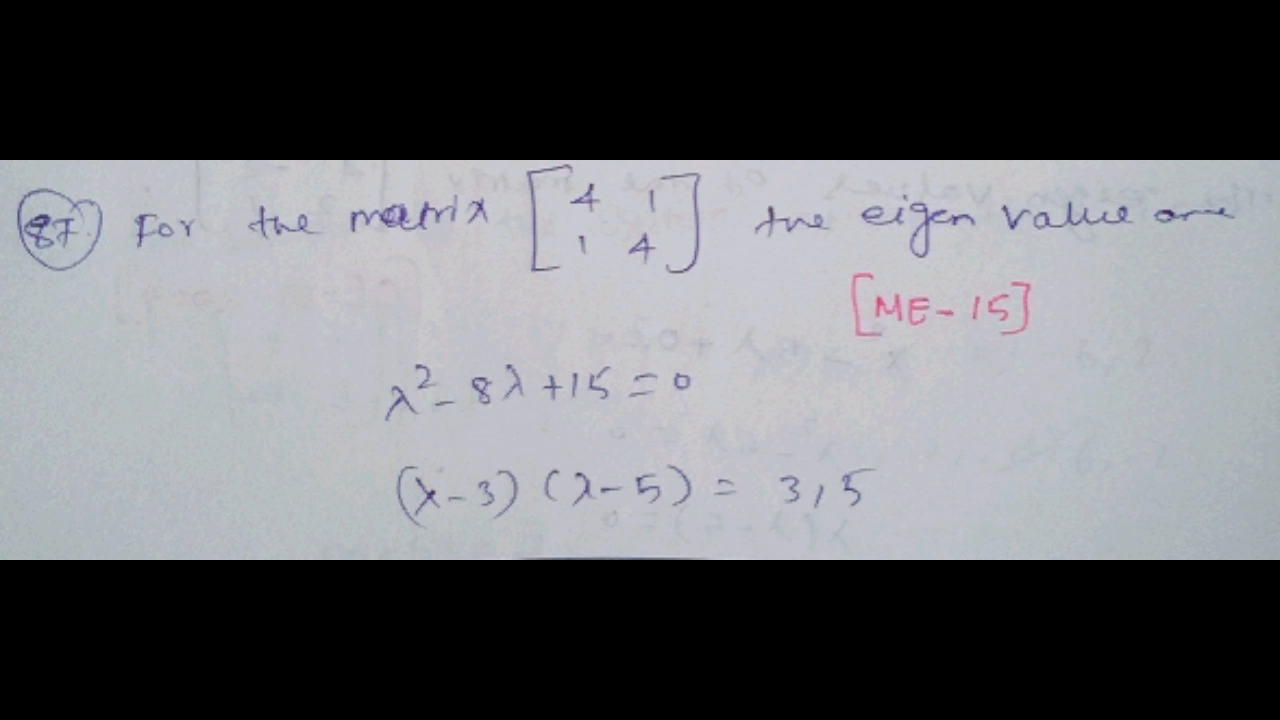 87. For the matrix [4 1 the eigen value are
1 4]
[ME-15]
λ²-8λ+15=0
(λ-3) (λ-5) = 3,5